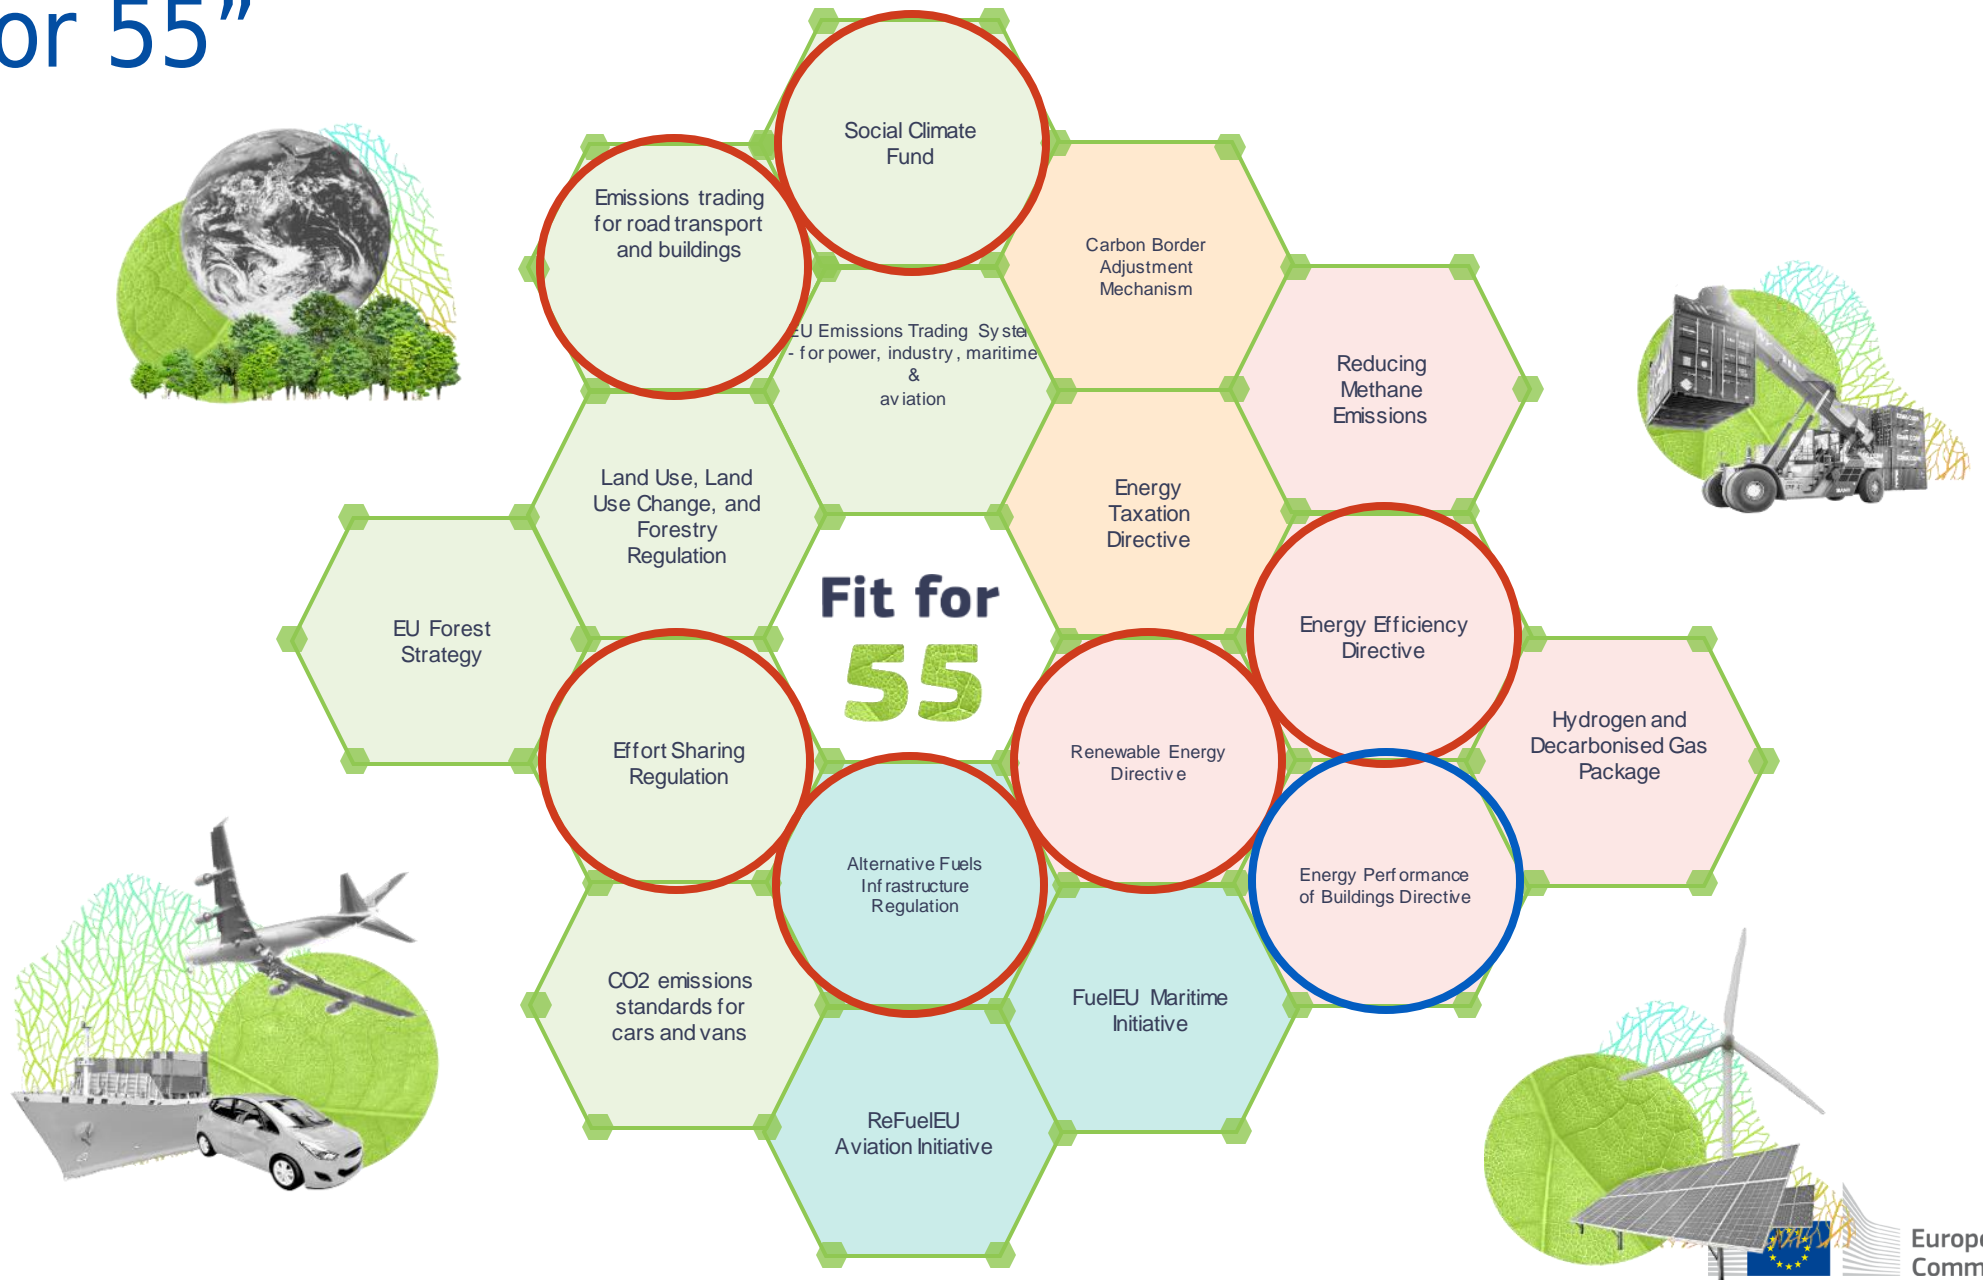 or 55”
Social Climate
Fund
Emissions trading
for road transport
and buildings
Carbon Border
Adjustment
Mechanism
EU Emissions Trading Syste
- for power, industry, maritime
&
aviation
Reducing
Methane
Emissions
Land Use, Land
Use Change, and
Forestry
Regulation
Energy
Taxation
Directive
Fit for
55
EU Forest
Strategy
Energy Efficiency
Directive
Effort Sharing
Regulation
Renewable Energy
Directive
Hydrogen and
Decarbonised Gas
Package
Alternative Fuels
Infrastructure
Regulation
Energy Performance
of Buildings Directive
CO2 emissions
standards for
cars and vans
FuelEU Maritime
Initiative
ReFuelEU
Aviation Initiative
Europe
Comm